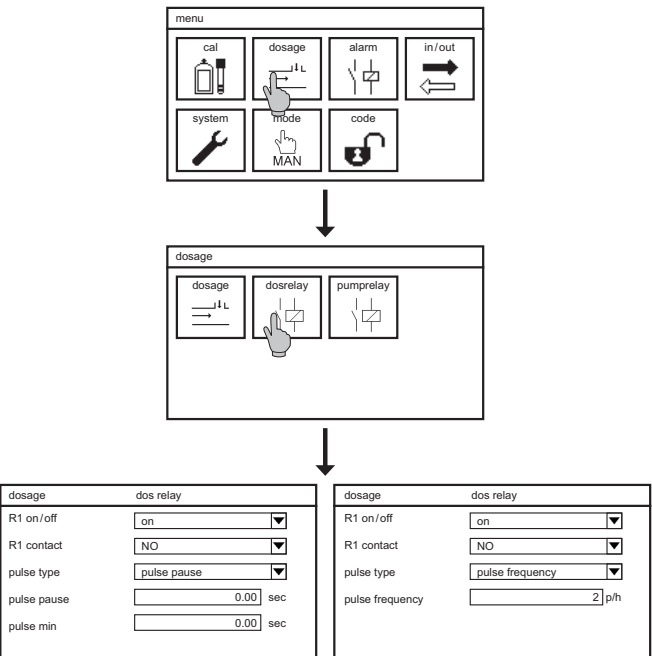 menu
cal dosage alarm in/out
system mode code
MAN
dosage
dosage dosrelay pumprelay
dosage dos relay
R1 on/off on
R1 contact NO
pulse type pulse pause
pulse pause 0.00 sec
pulse min 0.00 sec
dosage dos relay
R1 on/off on
R1 contact NO
pulse type pulse frequency
pulse frequency 2 p/h